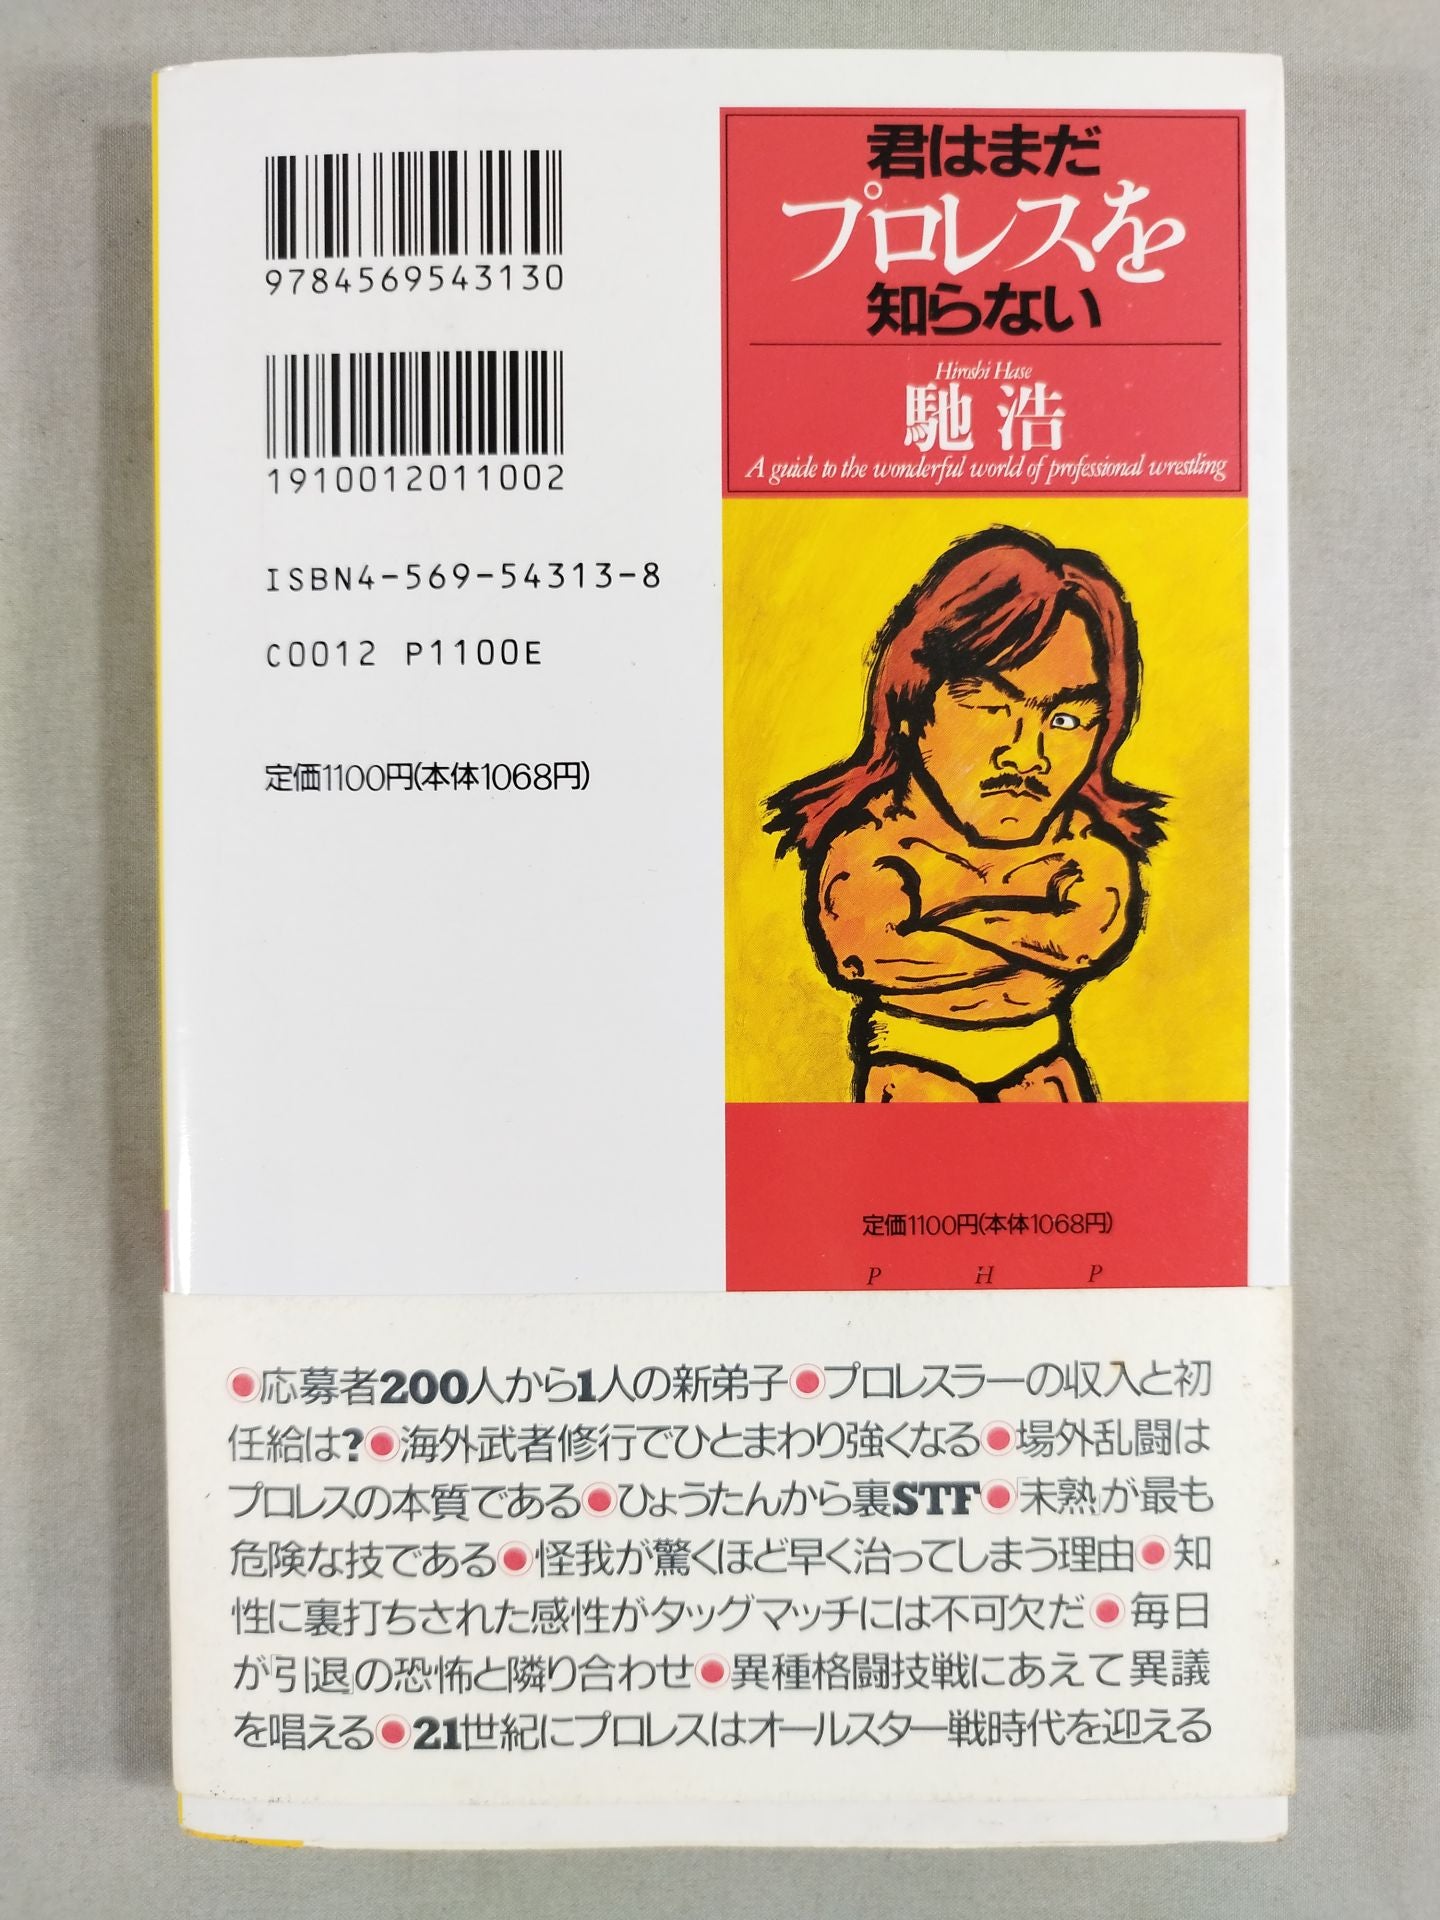 9784569543130
1910012011002
ISBN4-569-54313-8
C0012 P1100E
定価1100円(本体1068円)
君はまだ
プロレスを
知らない
Hiroshi Hase
馳 浩
A guide to the wonderful world of professional wrestling
定価1100円(本体1068円)
P H P
●応募者200人から1人の新弟子●プロレスラーの収入と初
任給は?●海外武者修行でひとまわり強くなる●場外乱闘は
プロレスの本質である●ひょうたんから裏STF●「未熟」が最も
危険な技である●怪我が驚くほど早く治ってしまう理由●知
性に裏打ちされた感性がタッグマッチには不可欠だ●毎日
が「引退」の恐怖と隣り合わせ●異種格闘技戦にあえて異議
を唱える●21世紀にプロレスはオールスター戦時代を迎える